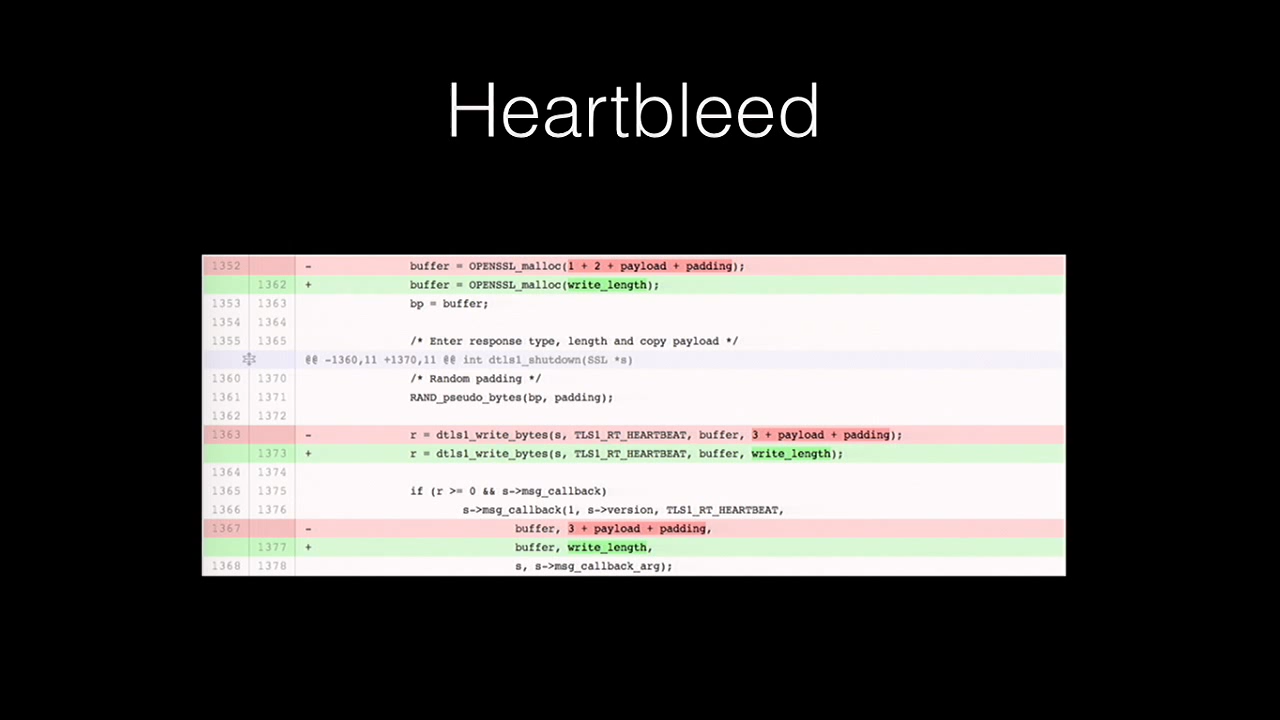 Heartbleed
1352 - buffer = OPENSSL_malloc(1 + 2 + payload + padding);
1362 + buffer = OPENSSL_malloc(write_length);
1353 1363 bp = buffer;
1354 1364
1355 1365 /* Enter response type, length and copy payload */
@@ -1360,11 +1370,11 @@ int dtls1_shutdown(SSL *s)
1360 1370 /* Random padding */
1361 1371 RAND_pseudo_bytes(bp, padding);
1362 1372
1363 - r = dtls1_write_bytes(s, TLS1_RT_HEARTBEAT, buffer, 3 + payload + padding);
1373 + r = dtls1_write_bytes(s, TLS1_RT_HEARTBEAT, buffer, write_length);
1364 1374
1365 1375 if (r >= 0 && s->msg_callback)
1366 1376 s->msg_callback(1, s->version, TLS1_RT_HEARTBEAT,
1367 - buffer, 3 + payload + padding,
1377 + buffer, write_length,
1368 1378 s, s->msg_callback_arg);